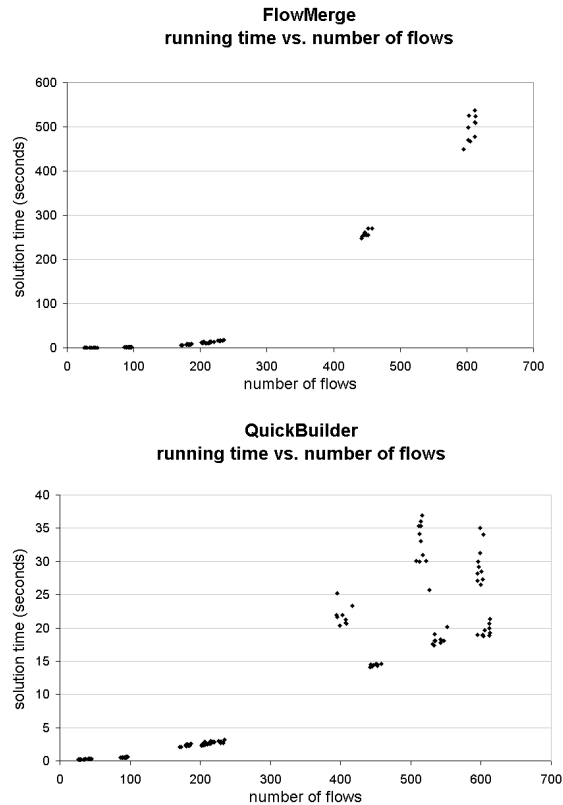 FlowMerge
running time vs. number of flows
600
500
400
300
200
100
0
solution time (seconds)
0 100 200 300 400 500 600 700
number of flows
QuickBuilder
running time vs. number of flows
40
35
30
25
20
15
10
5
0
solution time (seconds)
0 100 200 300 400 500 600 700
number of flows